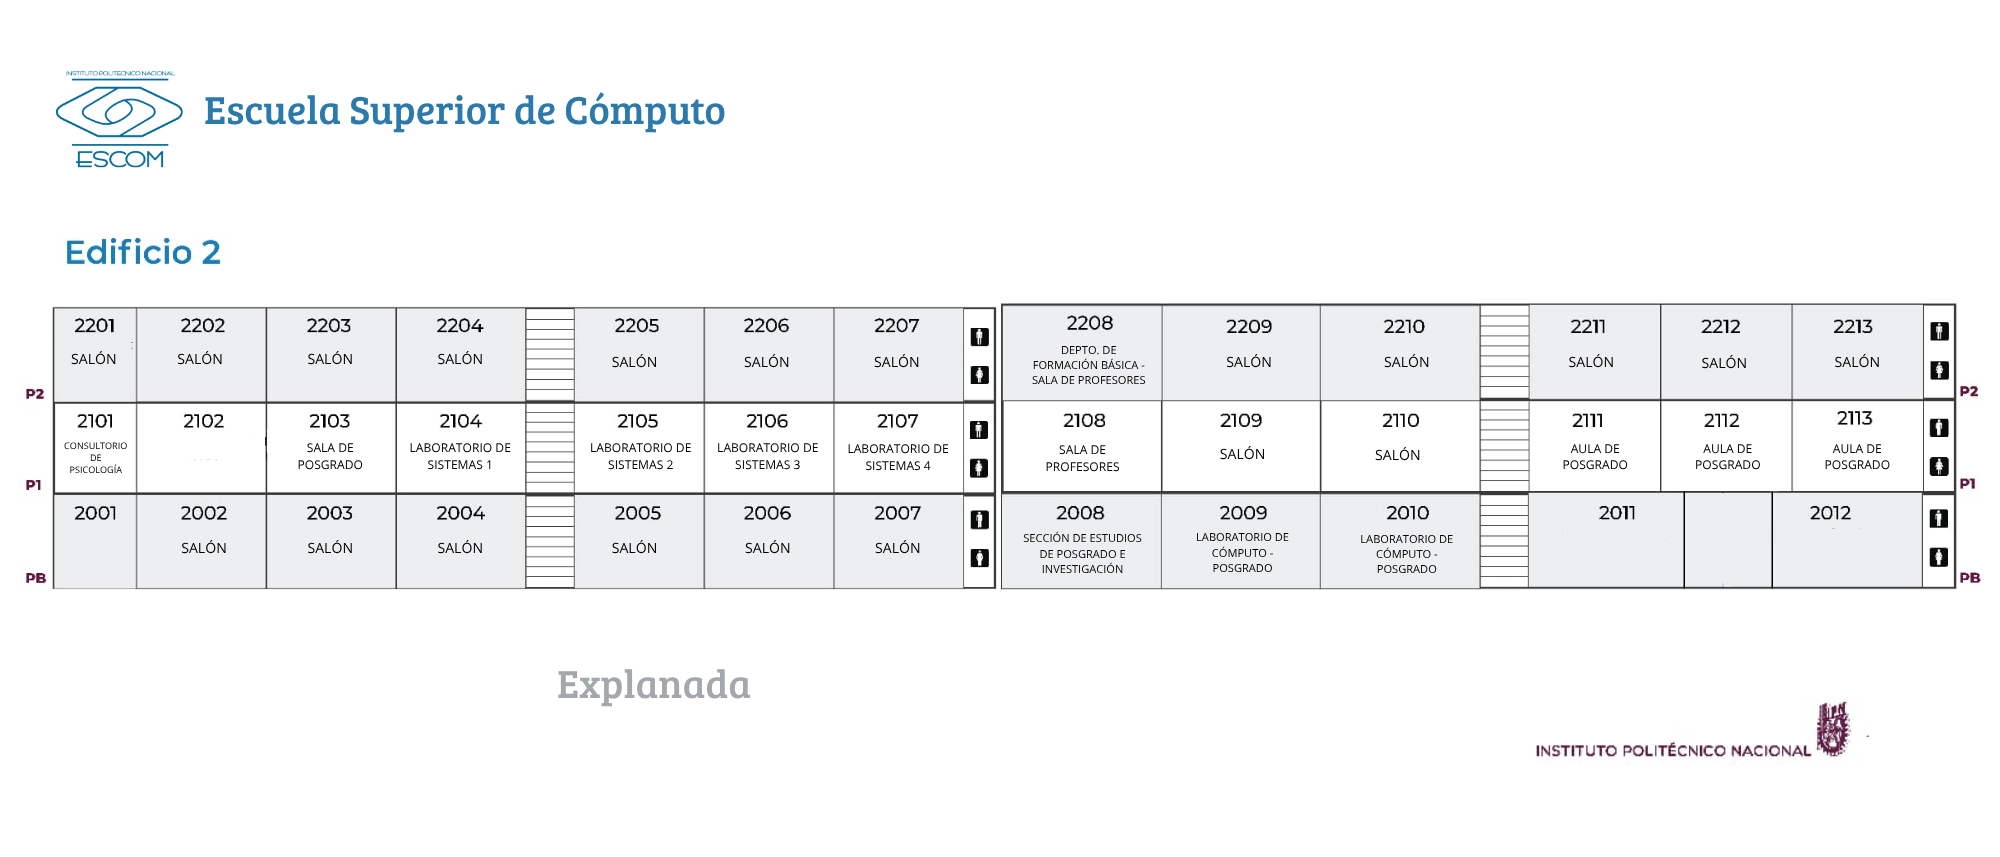 INSTITUTO POLITECNICO NACIONAL
ESCOM
Escuela Superior de Cómputo
Edificio 2
2201
SALÓN
2202
SALÓN
2203
SALÓN
2204
SALÓN
2205
SALÓN
2206
SALÓN
2207
SALÓN
2208
DEPTO. DE
FORMACIÓN BÁSICA -
SALA DE PROFESORES
2209
SALÓN
2210
SALÓN
2211
SALÓN
2212
SALÓN
2213
SALÓN
P2
P2
2101
CONSULTORIO
DE
PSICOLOGÍA
2102
2103
SALA DE
POSGRADO
2104
LABORATORIO DE
SISTEMAS 1
2105
LABORATORIO DE
SISTEMAS 2
2106
LABORATORIO DE
SISTEMAS 3
2107
LABORATORIO DE
SISTEMAS 4
2108
SALA DE
PROFESORES
2109
SALÓN
2110
SALÓN
2111
AULA DE
POSGRADO
2112
AULA DE
POSGRADO
2113
AULA DE
POSGRADO
P1
P1
2001
2002
SALÓN
2003
SALÓN
2004
SALÓN
2005
SALÓN
2006
SALÓN
2007
SALÓN
2008
SECCIÓN DE ESTUDIOS
DE POSGRADO E
INVESTIGACIÓN
2009
LABORATORIO DE
CÓMPUTO -
POSGRADO
2010
LABORATORIO DE
CÓMPUTO -
POSGRADO
2011
2012
PB
PB
Explanada
IPN
INSTITUTO POLITÉCNICO NACIONAL